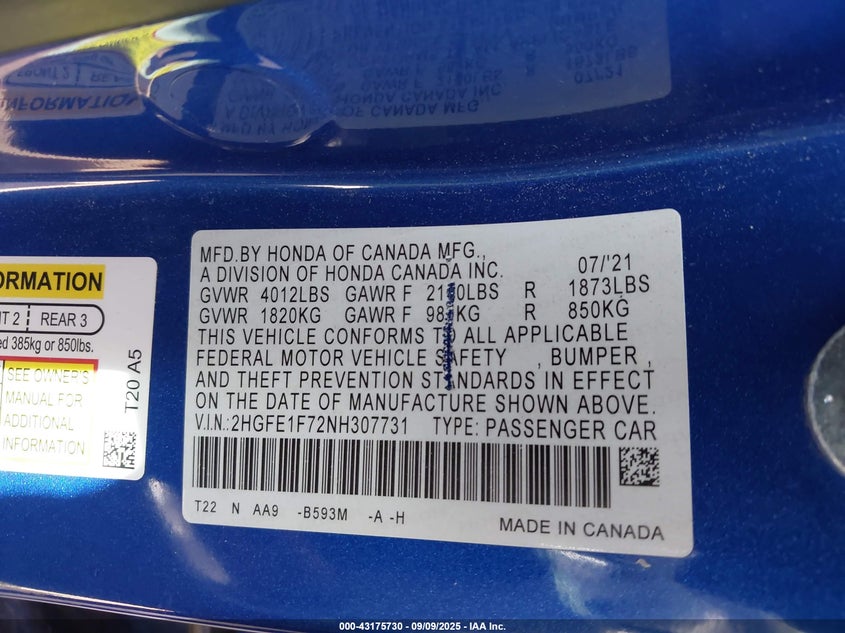 ORMATION
T 2 REAR 3
ed 385kg or 850lbs.
SEE OWNER'S
MANUAL FOR
ADDITIONAL
INFORMATION
T20 A5
MFD.BY HONDA OF CANADA MFG.,
A DIVISION OF HONDA CANADA INC. 07/'21
GVWR 4012LBS GAWR F LBS R 1873LBS
GVWR 1820KG GAWR F KG R 850KG
THIS VEHICLE CONFORMS TO ALL APPLICABLE
FEDERAL MOTOR VEHICLE SAFETY , BUMPER ,
AND THEFT PREVENTION STANDARDS IN EFFECT
ON THE DATE OF MANUFACTURE SHOWN ABOVE.
V.I.N.:2HGFE1F72NH307731 TYPE: PASSENGER CAR
T22 N AA9 -B593M -A -H
MADE IN CANADA
000-43175730 - 09/09/2025 - IAA Inc.